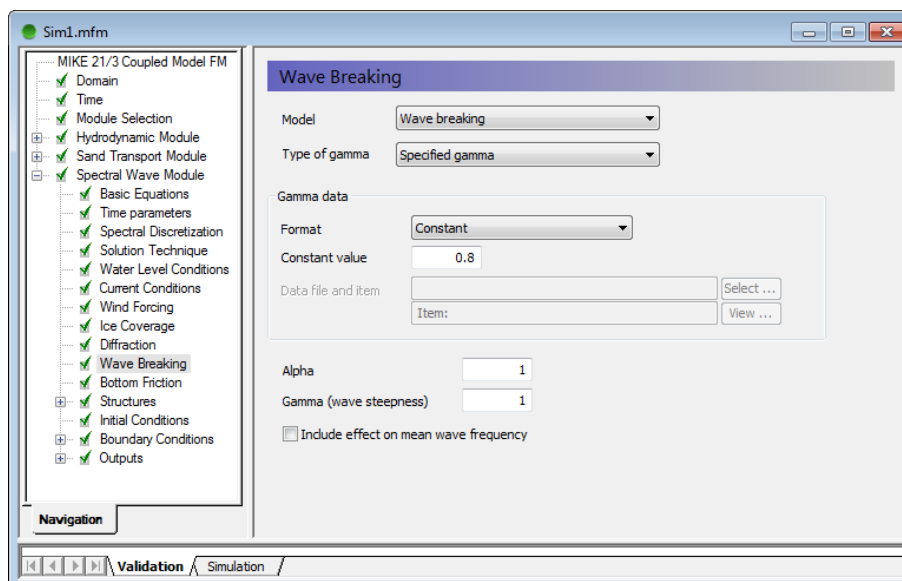 Sim1.mfm
MIKE 21/3 Coupled Model FM
Domain
Time
Module Selection
Hydrodynamic Module
Sand Transport Module
Spectral Wave Module
Basic Equations
Time parameters
Spectral Discretization
Solution Technique
Water Level Conditions
Current Conditions
Wind Forcing
Ice Coverage
Diffraction
Wave Breaking
Bottom Friction
Structures
Initial Conditions
Boundary Conditions
Outputs
Navigation
Wave Breaking
Model Wave breaking
Type of gamma Specified gamma
Gamma data
Format Constant
Constant value 0.8
Data file and item Select ...
Item: View ...
Alpha 1
Gamma (wave steepness) 1
Include effect on mean wave frequency
Validation Simulation